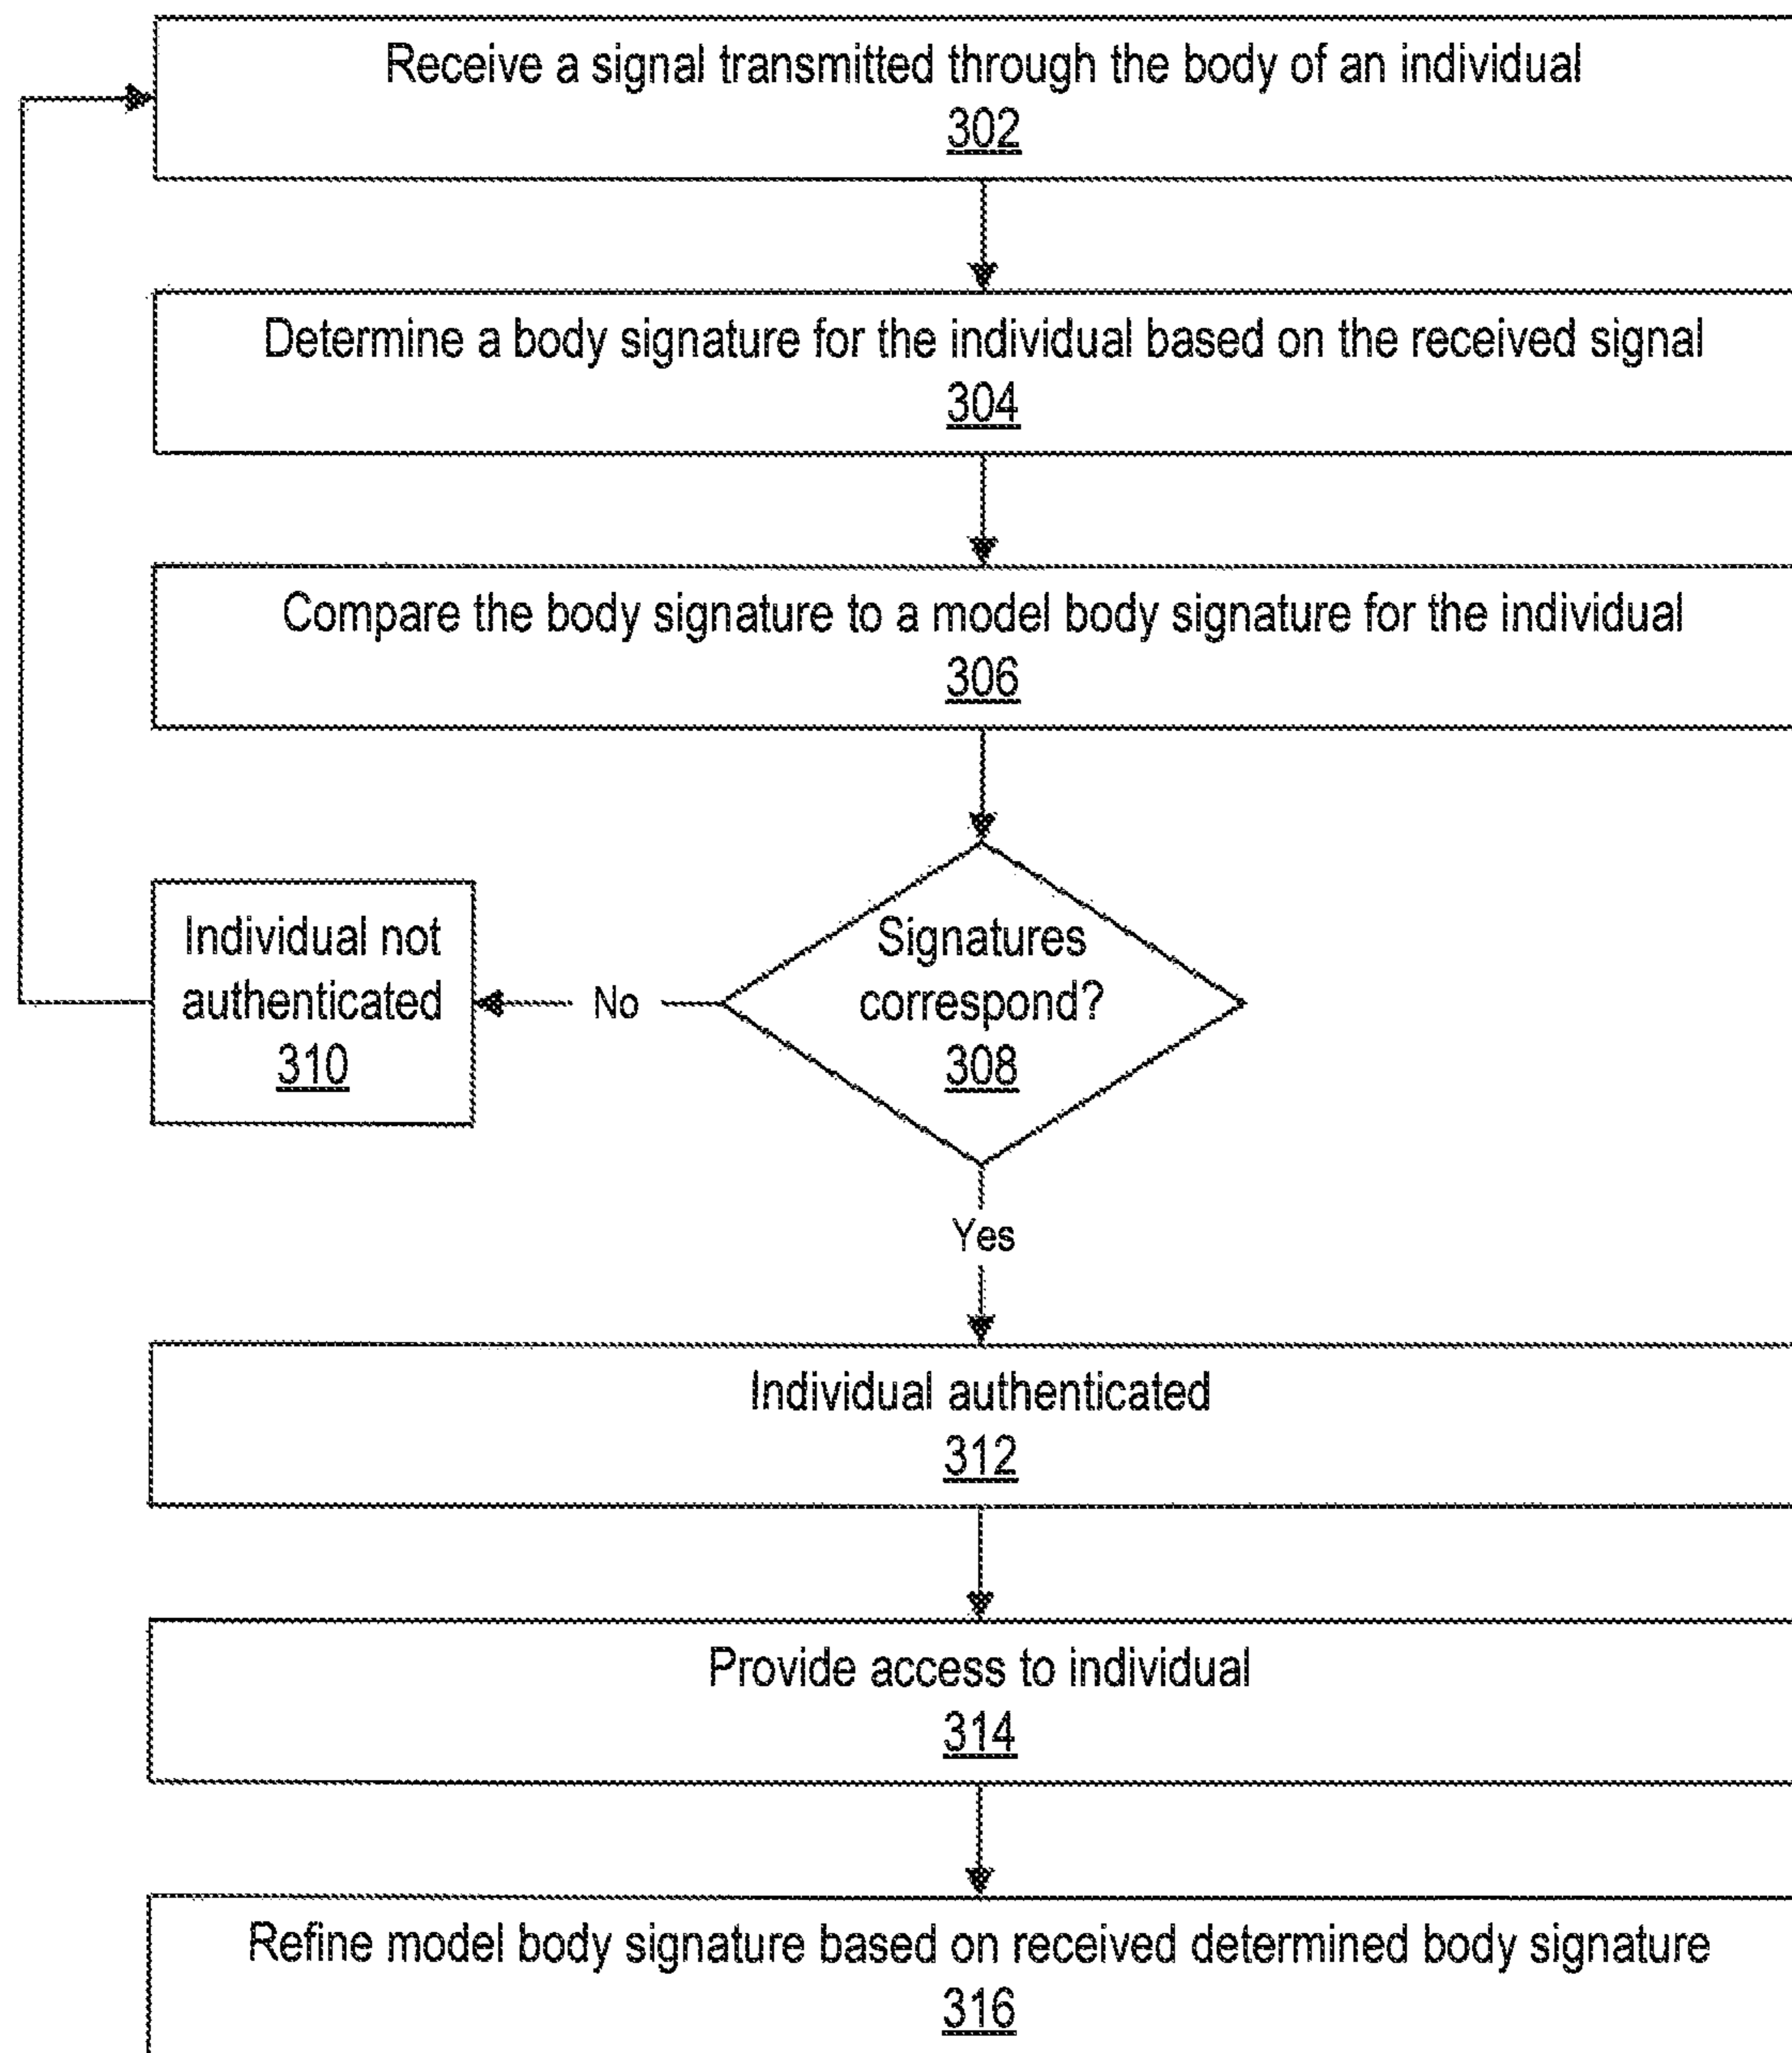 Receive a signal transmitted through the body of an individual
302
Determine a body signature for the individual based on the received signal
304
Compare the body signature to a model body signature for the individual
306
Signatures
correspond?
308
No
Individual not
authenticated
310
Yes
Individual authenticated
312
Provide access to individual
314
Refine model body signature based on received determined body signature
316